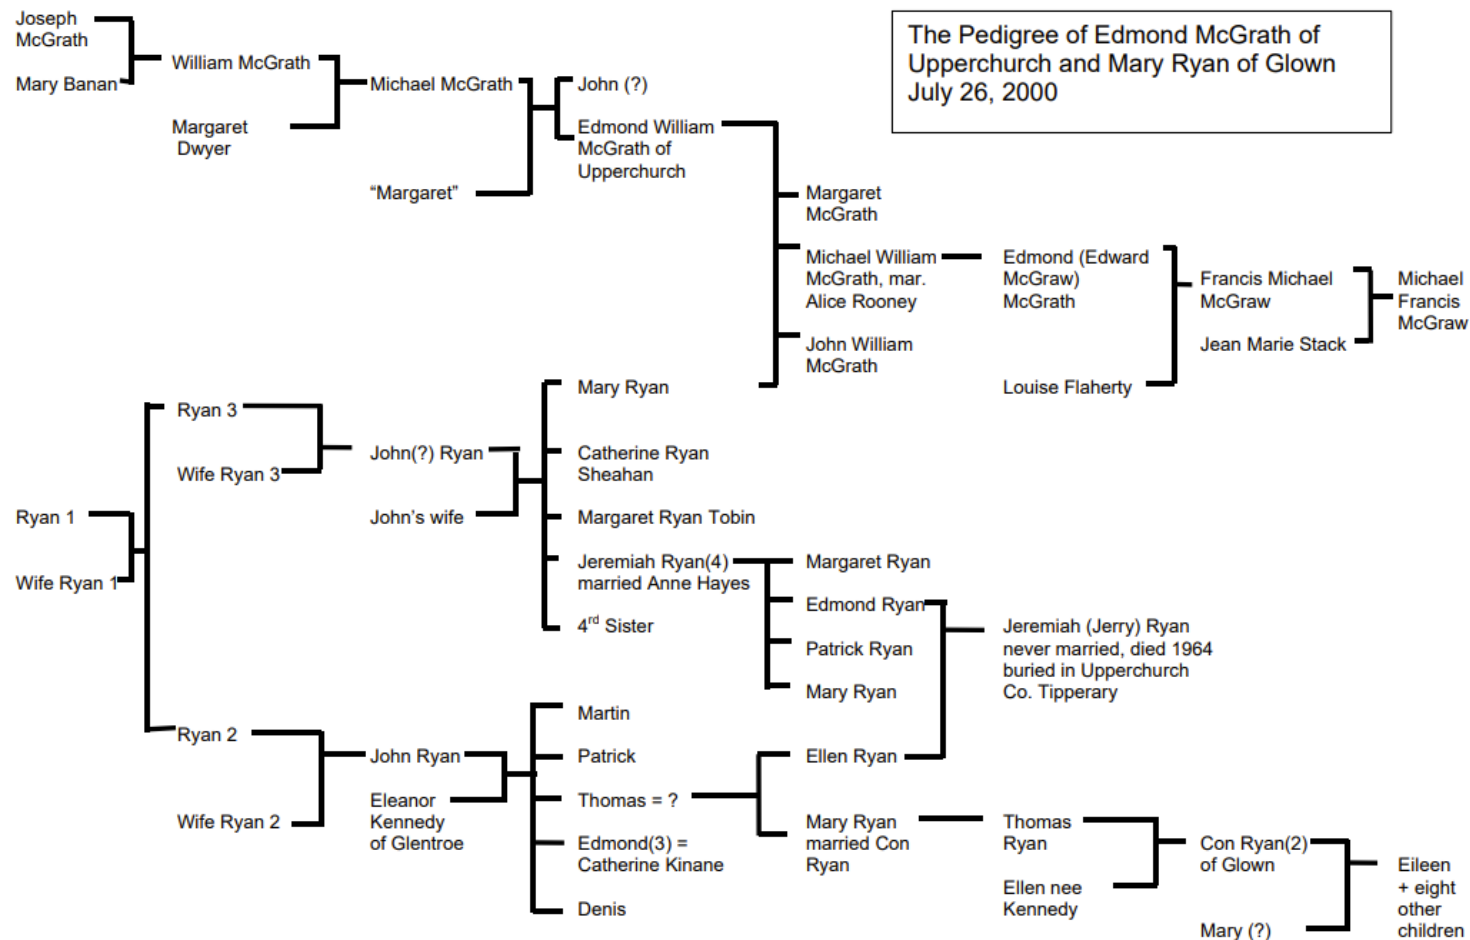 The Pedigree of Edmond McGrath of
Upperchurch and Mary Ryan of Glown
July 26, 2000
Joseph
McGrath
Mary Banan
William McGrath
Margaret
Dwyer
Michael McGrath
“Margaret”
John (?)
Edmond William
McGrath of
Upperchurch
Margaret
McGrath
Michael William
McGrath, mar.
Alice Rooney
John William
McGrath
Edmond (Edward
McGraw)
McGrath
Louise Flaherty
Francis Michael
McGraw
Jean Marie Stack
Michael
Francis
McGraw
Ryan 1
Wife Ryan 1
Ryan 3
Wife Ryan 3
John(?) Ryan
John’s wife
Mary Ryan
Catherine Ryan
Sheahan
Margaret Ryan Tobin
Jeremiah Ryan(4)
married Anne Hayes
4rd Sister
Margaret Ryan
Edmond Ryan
Patrick Ryan
Mary Ryan
Jeremiah (Jerry) Ryan
never married, died 1964
buried in Upperchurch
Co. Tipperary
Ryan 2
Wife Ryan 2
John Ryan
Eleanor
Kennedy
of Glentroe
Martin
Patrick
Thomas = ?
Edmond(3) =
Catherine Kinane
Denis
Ellen Ryan
Mary Ryan
married Con
Ryan
Thomas
Ryan
Ellen nee
Kennedy
Con Ryan(2)
of Glown
Mary (?)
Eileen
+ eight
other
children